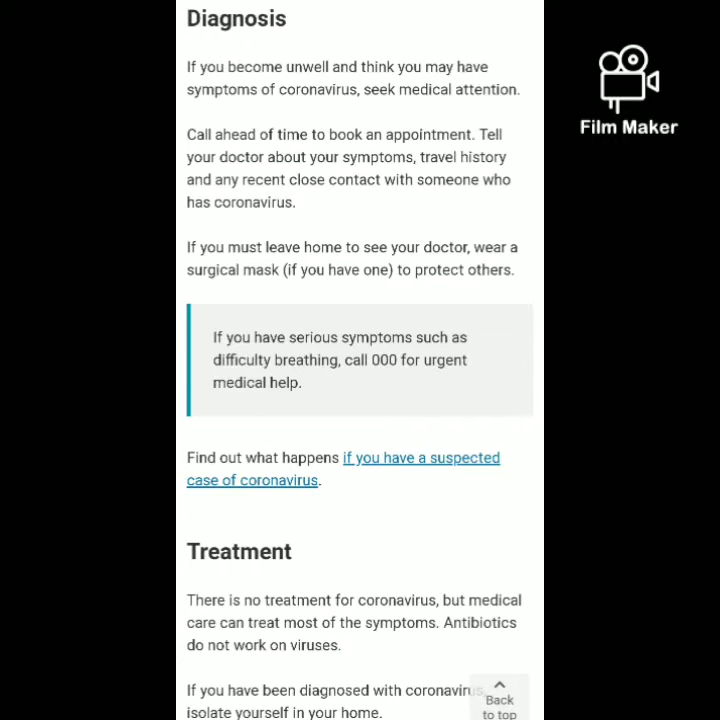 Diagnosis
If you become unwell and think you may have
symptoms of coronavirus, seek medical attention.
Call ahead of time to book an appointment. Tell
your doctor about your symptoms, travel history
and any recent close contact with someone who
has coronavirus.
If you must leave home to see your doctor, wear a
surgical mask (if you have one) to protect others.
If you have serious symptoms such as
difficulty breathing, call 000 for urgent
medical help.
Find out what happens if you have a suspected
case of coronavirus.
Treatment
There is no treatment for coronavirus, but medical
care can treat most of the symptoms. Antibiotics
do not work on viruses.
If you have been diagnosed with coronavirus,
isolate yourself in your home.
Back
to top
Film Maker